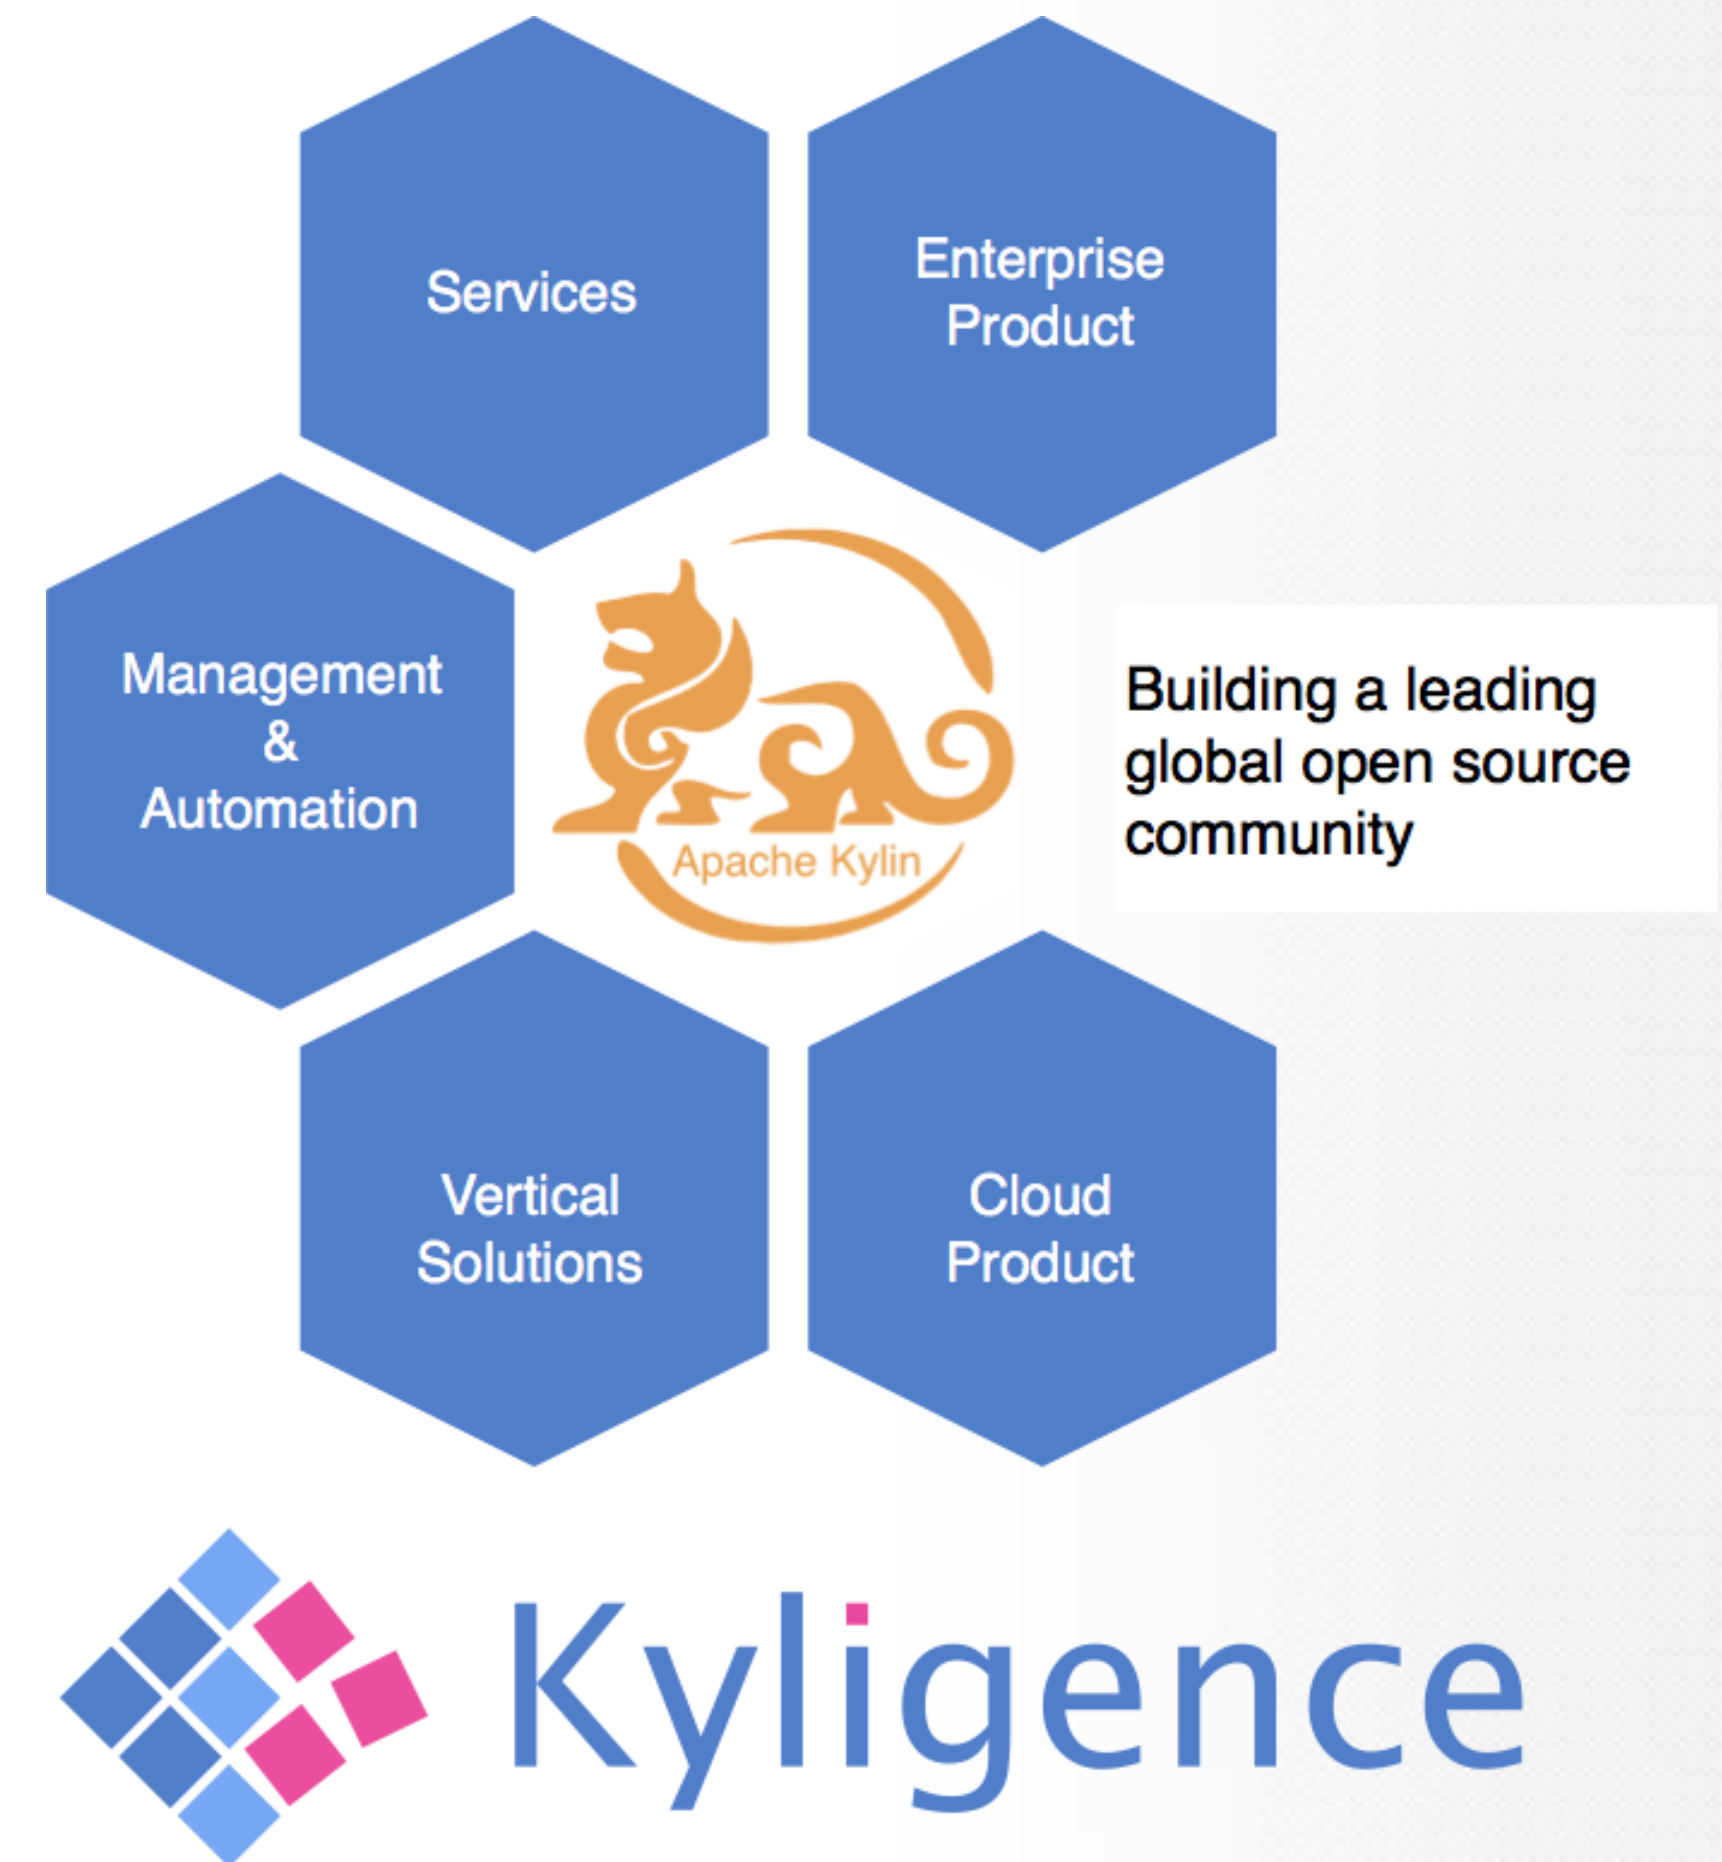 Services
Enterprise
Product
Management
&
Automation
Apache Kylin
Building a leading
global open source
community
Vertical
Solutions
Cloud
Product
Kyligence